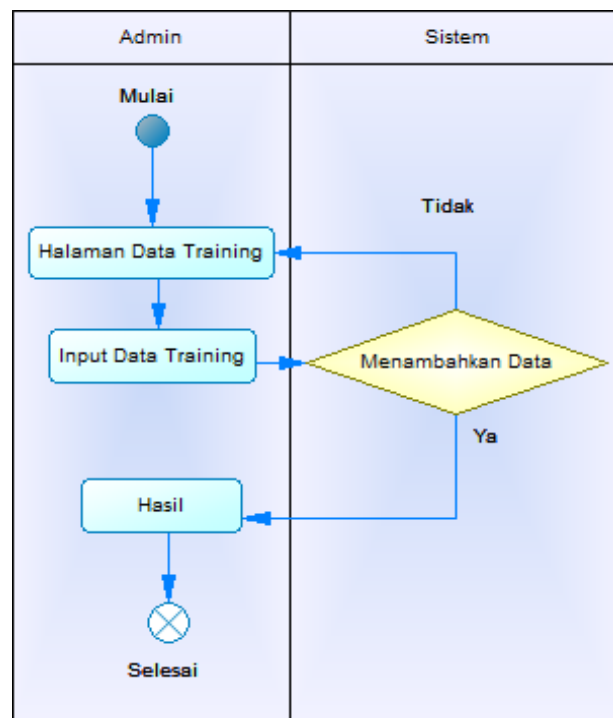 Admin
Sistem
Mulai
Tidak
Halaman Data Training
Input Data Training
Menambahkan Data
Ya
Hasil
Selesai